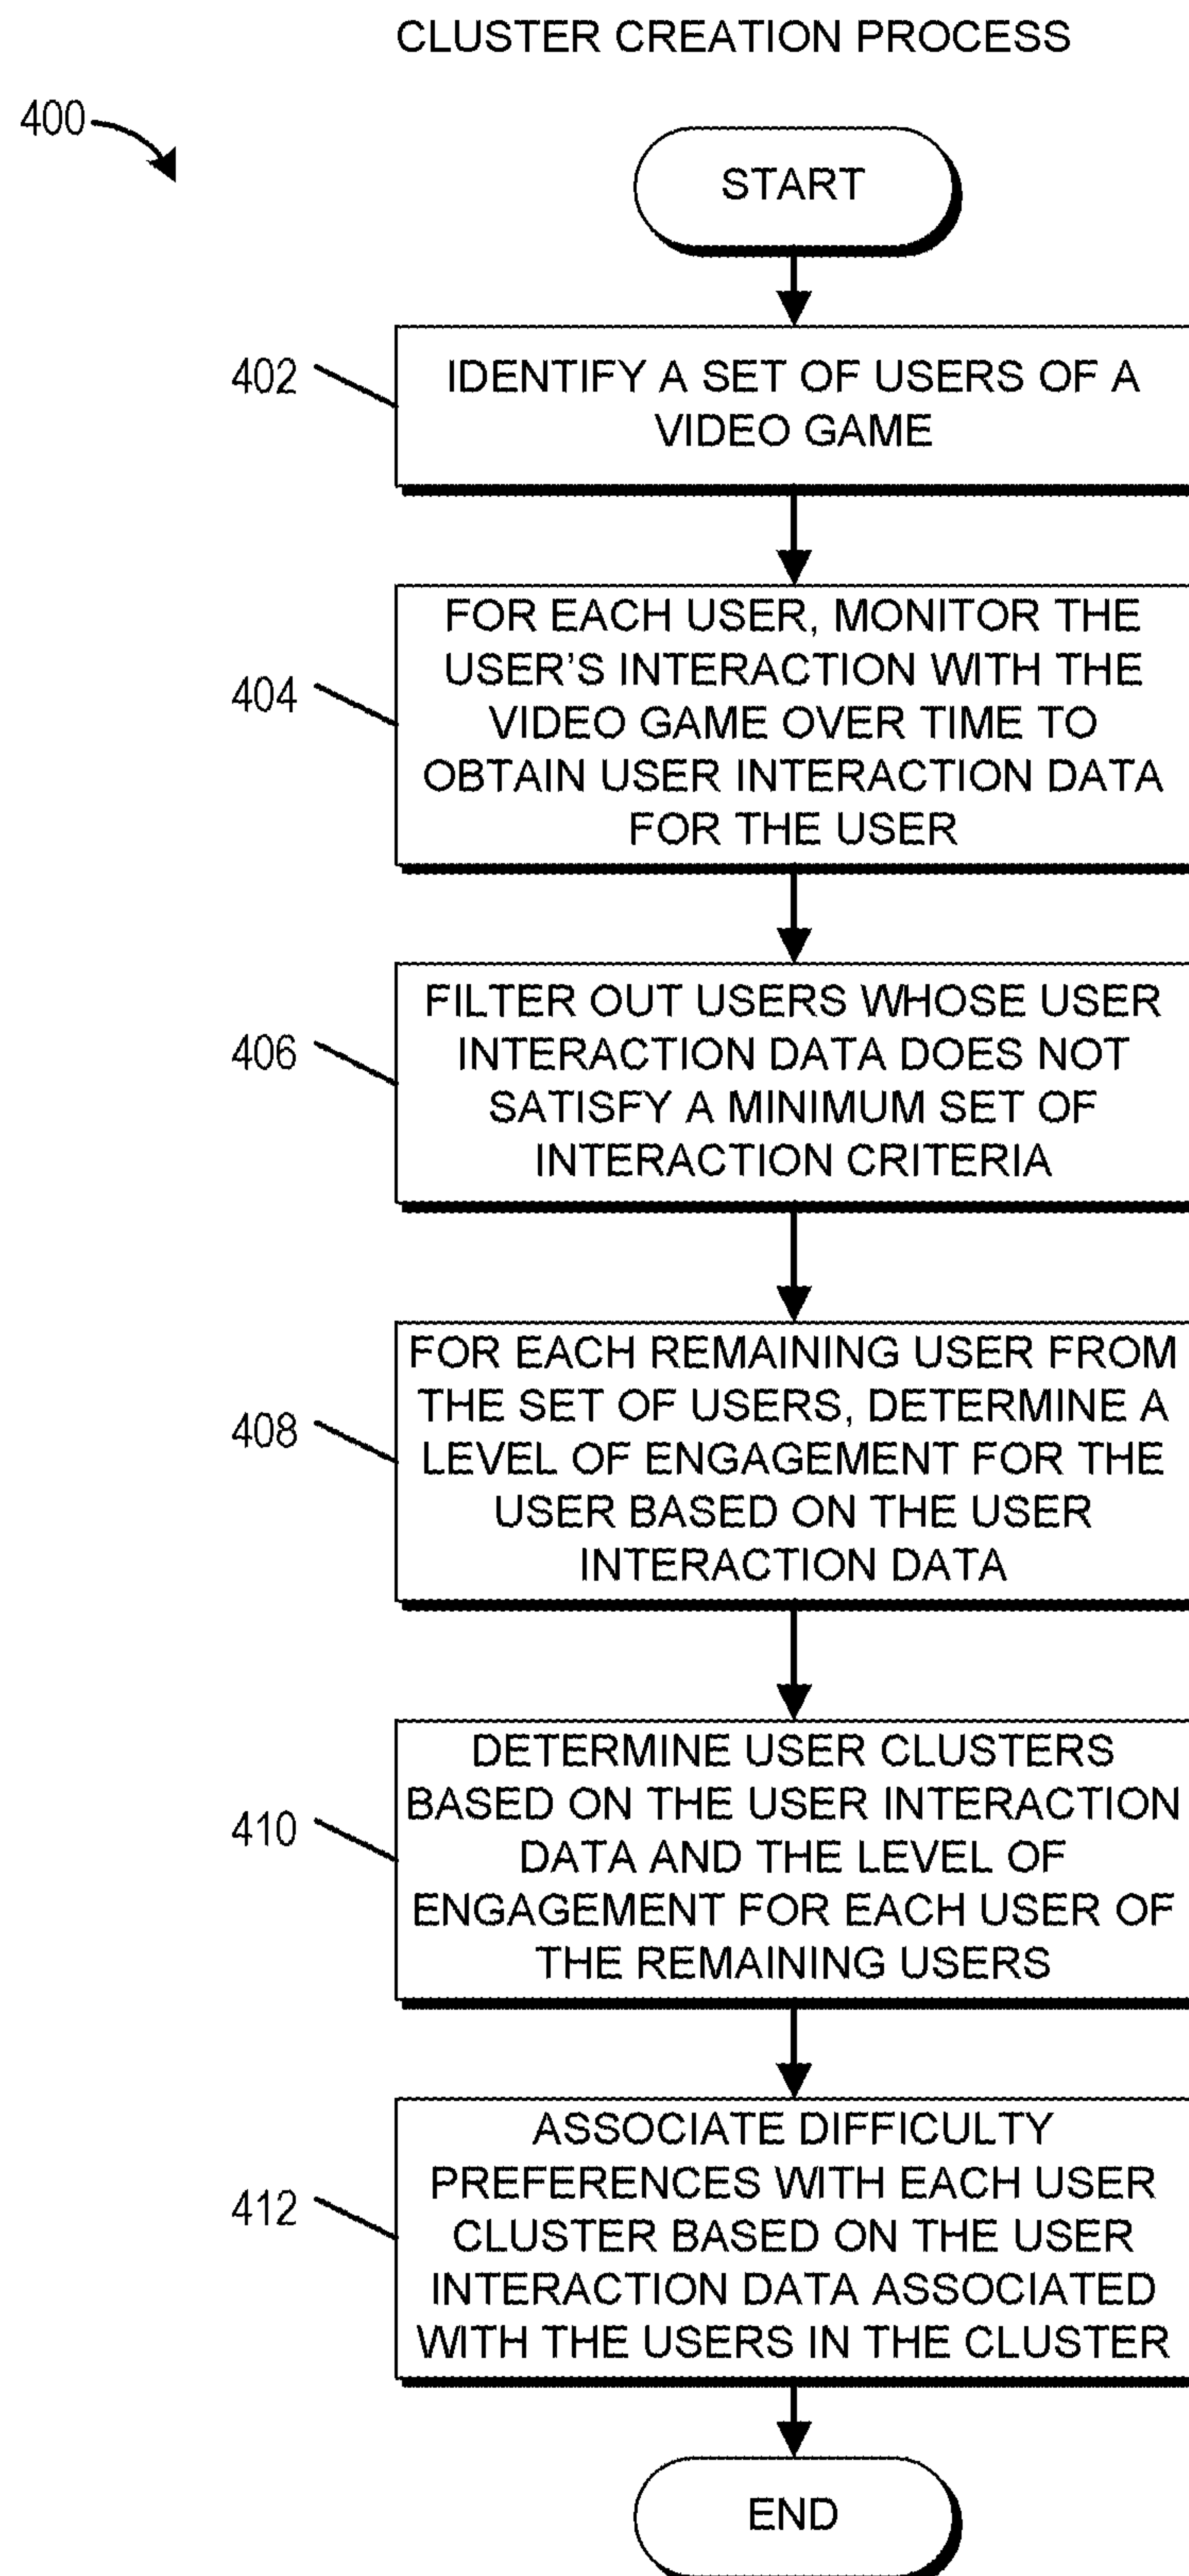 CLUSTER CREATION PROCESS
400
START
402
IDENTIFY A SET OF USERS OF A
VIDEO GAME
404
FOR EACH USER, MONITOR THE
USER'S INTERACTION WITH THE
VIDEO GAME OVER TIME TO
OBTAIN USER INTERACTION DATA
FOR THE USER
406
FILTER OUT USERS WHOSE USER
INTERACTION DATA DOES NOT
SATISFY A MINIMUM SET OF
INTERACTION CRITERIA
408
FOR EACH REMAINING USER FROM
THE SET OF USERS, DETERMINE A
LEVEL OF ENGAGEMENT FOR THE
USER BASED ON THE USER
INTERACTION DATA
410
DETERMINE USER CLUSTERS
BASED ON THE USER INTERACTION
DATA AND THE LEVEL OF
ENGAGEMENT FOR EACH USER OF
THE REMAINING USERS
412
ASSOCIATE DIFFICULTY
PREFERENCES WITH EACH USER
CLUSTER BASED ON THE USER
INTERACTION DATA ASSOCIATED
WITH THE USERS IN THE CLUSTER
END